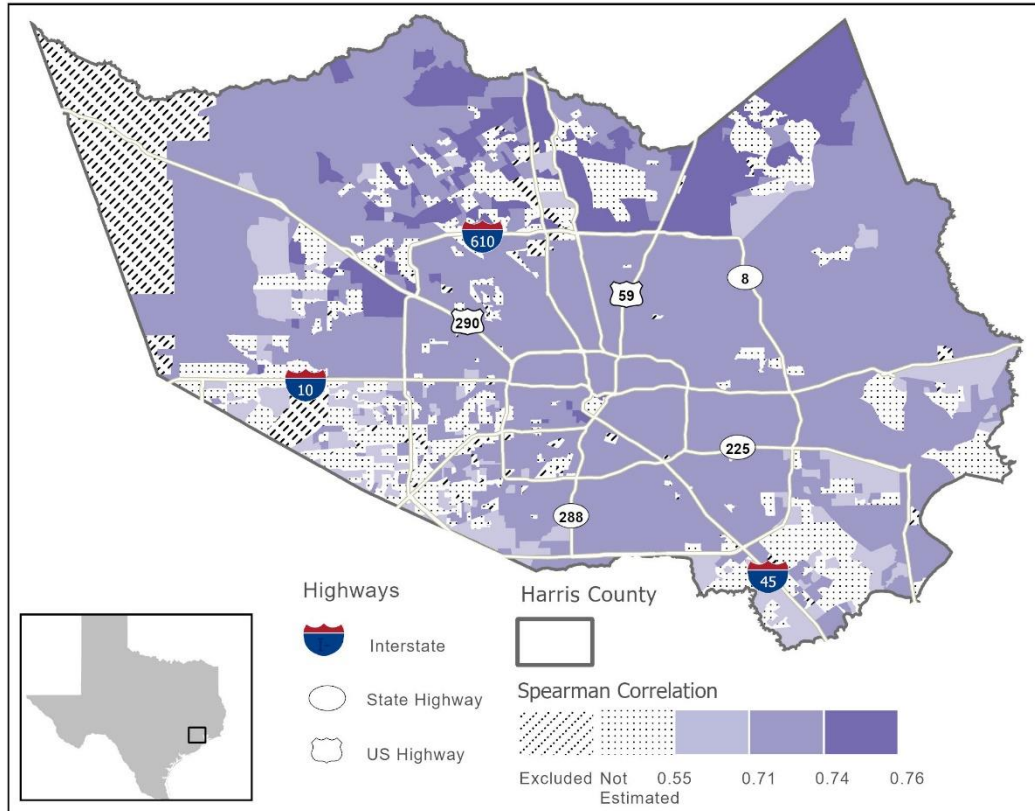 610
8
59
290
10
225
288
45
Highways
Interstate
State Highway
US Highway
Harris County
Spearman Correlation
Excluded Not Estimated 0.55 0.71 0.74 0.76